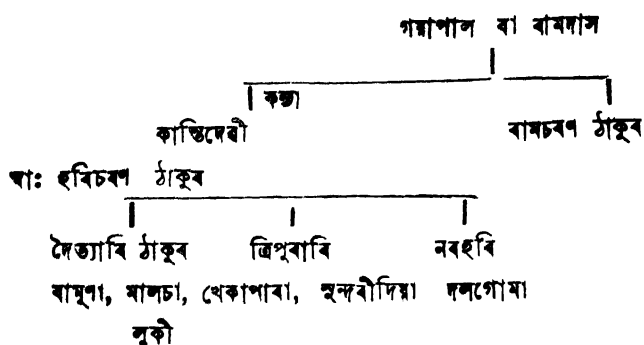 গয়াপাল বা ৰামদাস
কন্যা
কান্তিদেৱী
ৰামচৰণ ঠাকুৰ
স্বাঃ হৰিচৰণ ঠাকুৰ
দৈত্যাৰি ঠাকুৰ ত্ৰিপুৰাৰি নৰহৰি
ৰামুণা, মালচা, খেকাপাৰা, সুন্দৰীদিয়া দলগোমা
লুকী